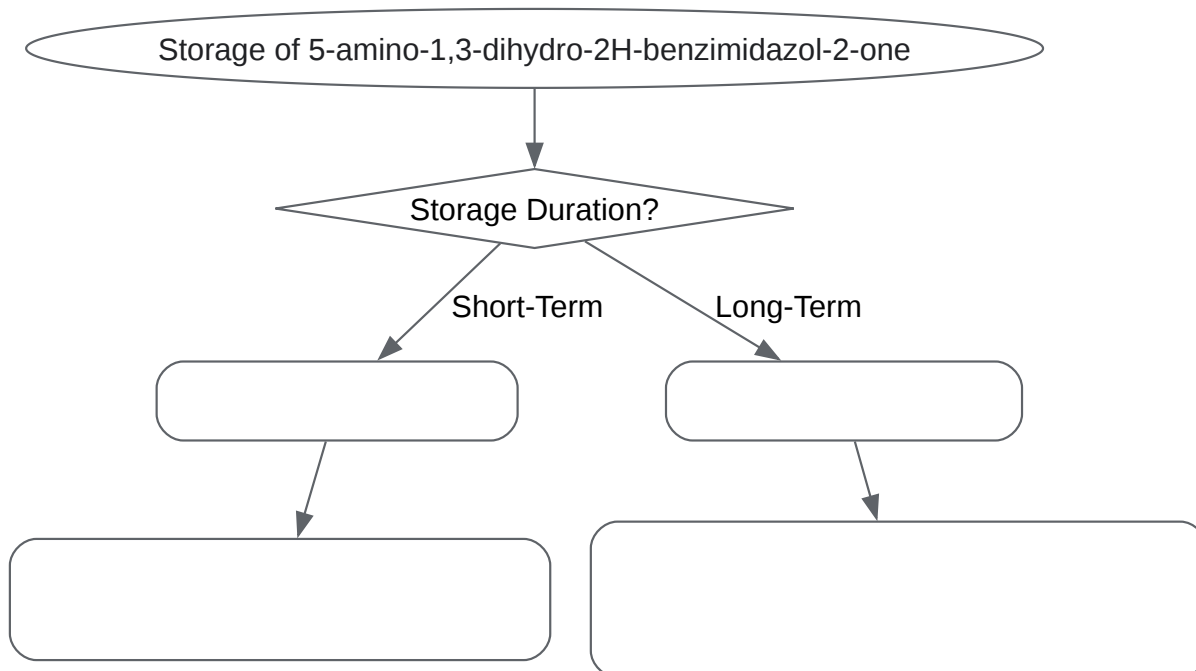 Storage of 5-amino-1,3-dihydro-2H-benzimidazol-2-one
Storage Duration?
Short-Term
Long-Term